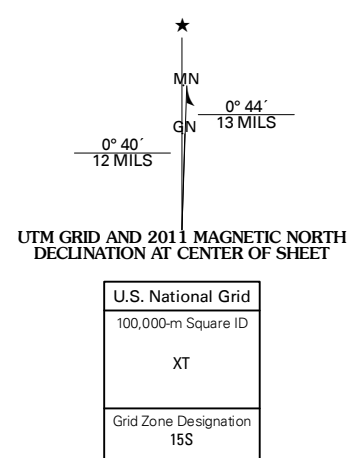 MN
0° 44´
13 MILS
GN
0° 40´
12 MILS
UTM GRID AND 2011 MAGNETIC NORTH
DECLINATION AT CENTER OF SHEET
U.S. National Grid
100,000-m Square ID
XT
Grid Zone Designation
15S